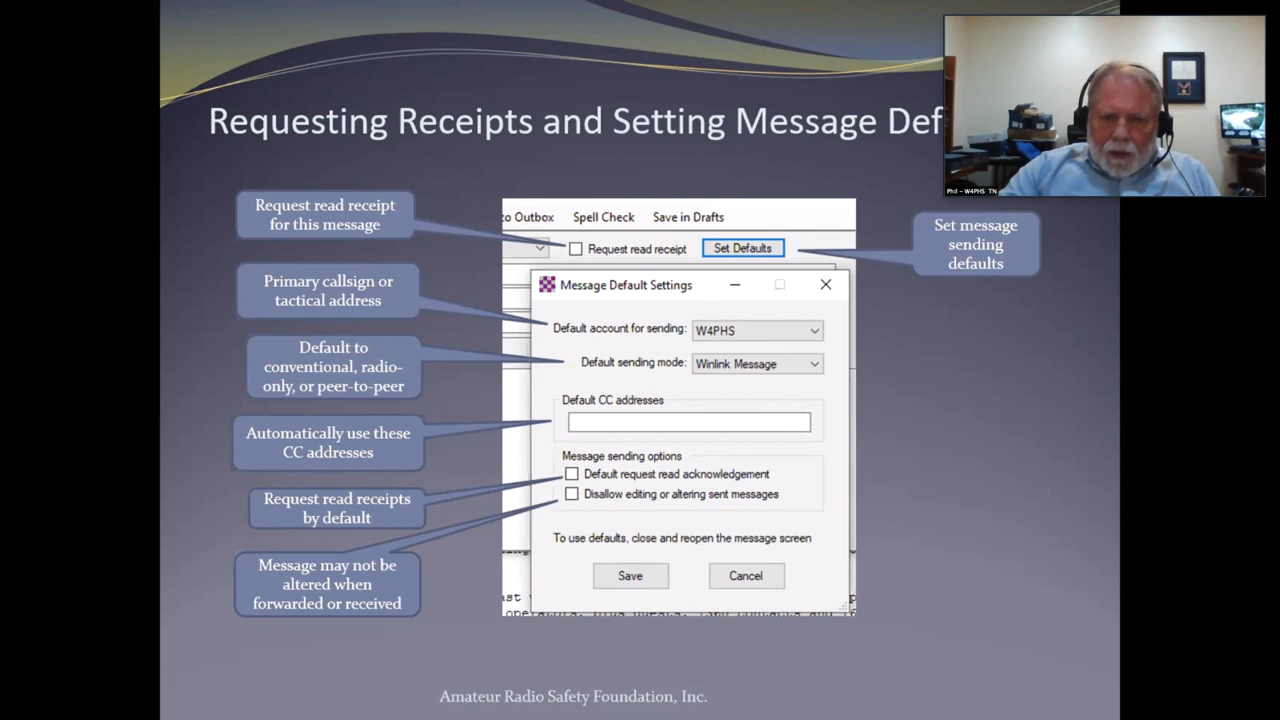 Requesting Receipts and Setting Message Def
Phil - W4PHS TN
Request read receipt
for this message
Primary callsign or
tactical address
Default to
conventional, radio-
only, or peer-to-peer
Automatically use these
CC addresses
Request read receipts
by default
Message may not be
altered when
forwarded or received
to Outbox Spell Check Save in Drafts
Request read receipt Set Defaults
Message Default Settings
Default account for sending: W4PHS
Default sending mode: Winlink Message
Default CC addresses
Message sending options
Default request read acknowledgement
Disallow editing or altering sent messages
To use defaults, close and reopen the message screen
Save Cancel
Set message
sending
defaults
Amateur Radio Safety Foundation, Inc.